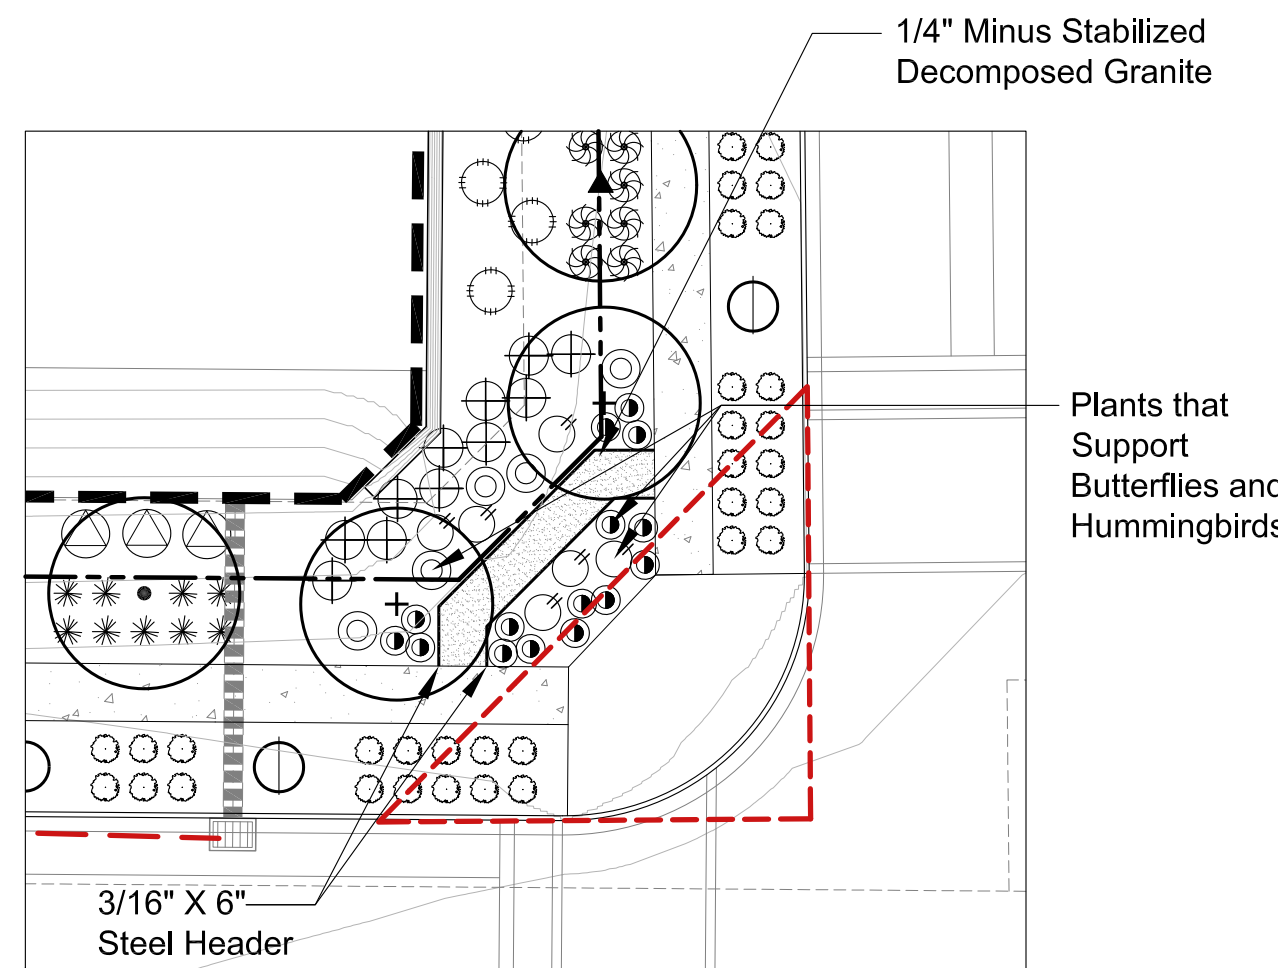 1/4" Minus Stabilized
Decomposed Granite
Plants that
Support
Butterflies and
Hummingbirds
3/16" X 6"
Steel Header